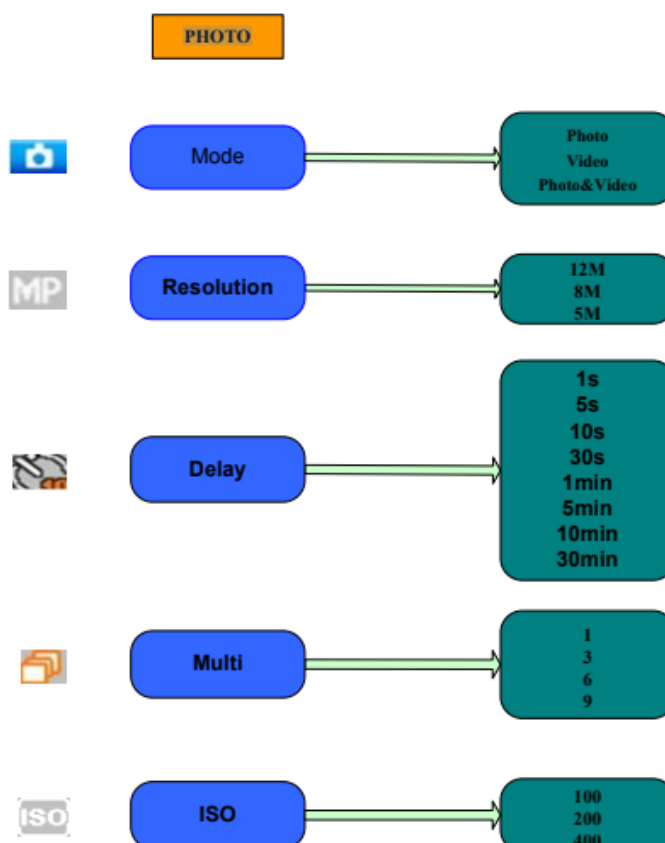 PHOTO
Mode
Photo
Video
Photo&Video
MP
Resolution
12M
8M
5M
Delay
1s
5s
10s
30s
1min
5min
10min
30min
Multi
1
3
6
9
ISO
ISO
100
200
400